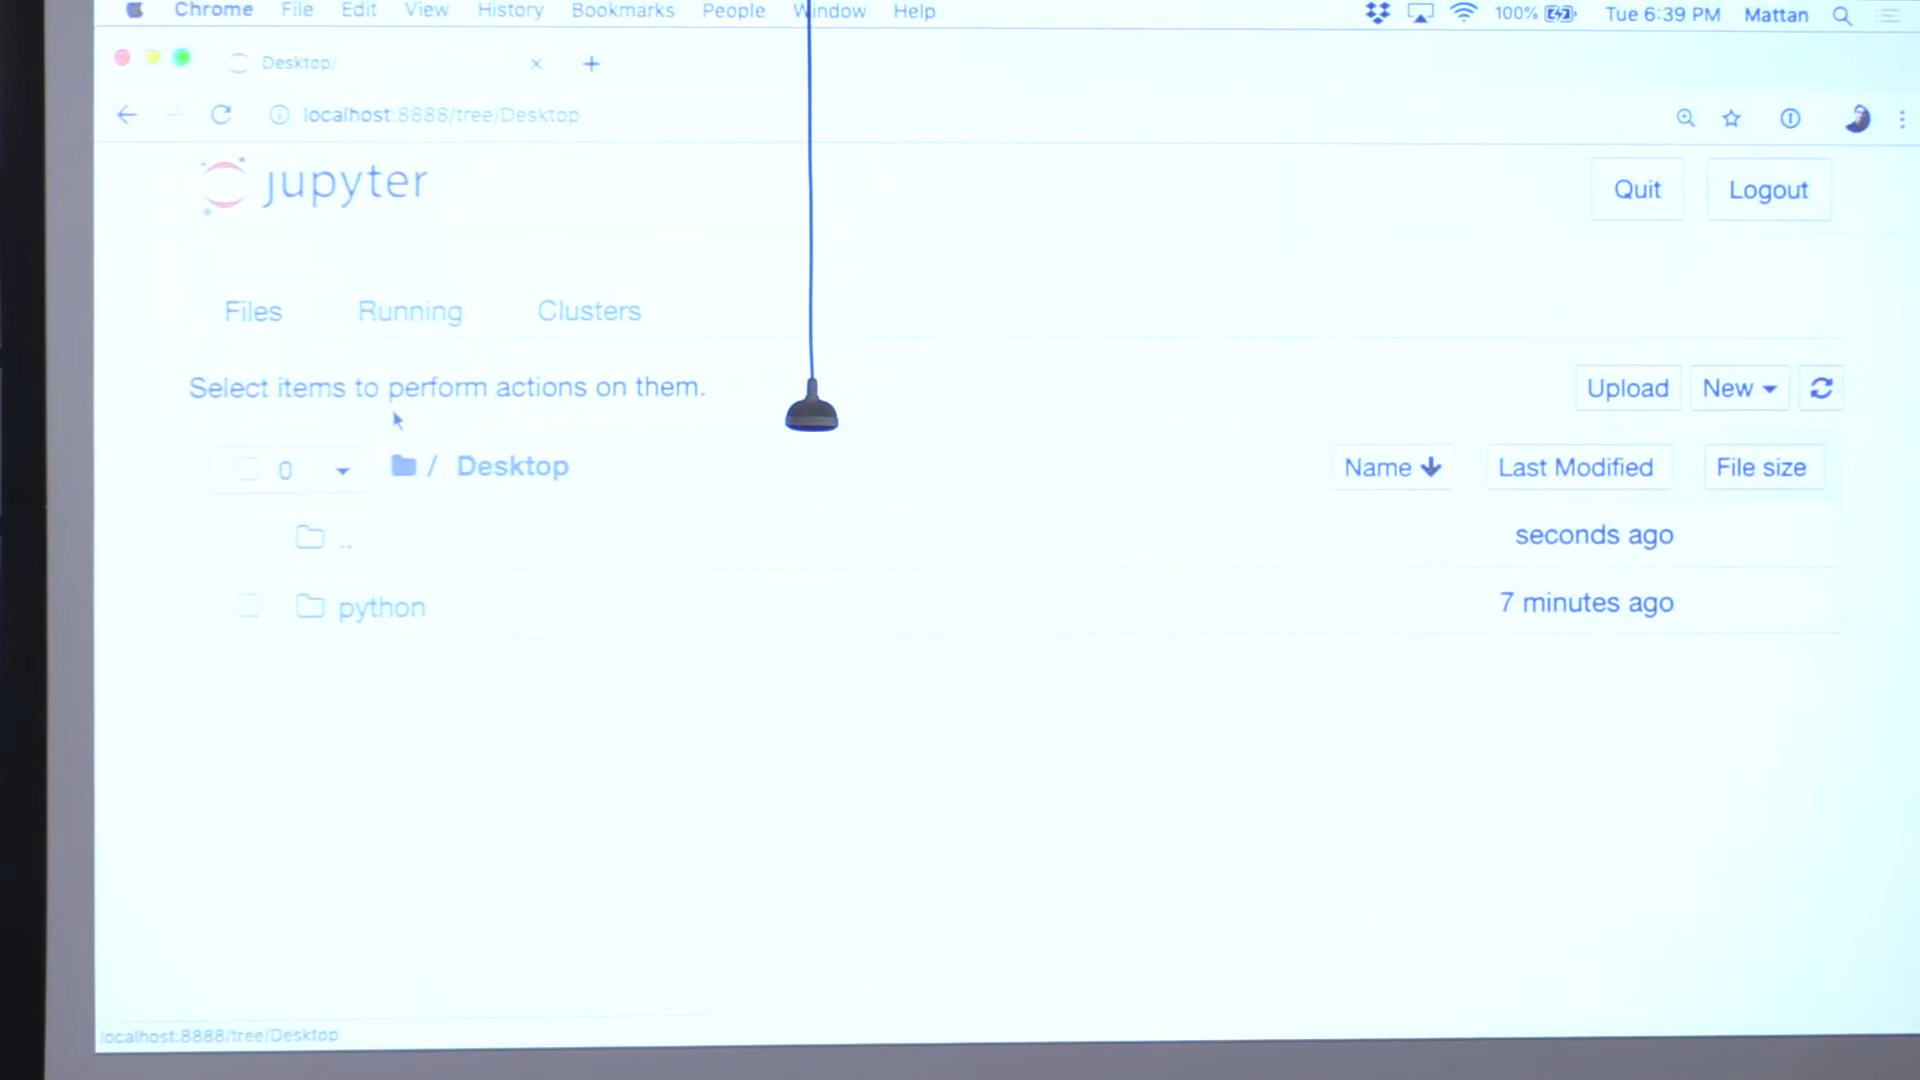 Chrome File Edit View History Bookmarks People Window Help 100% Tue 6:39 PM Mattan
Desktop/
localhost:8888/tree/Desktop
jupyter Quit Logout
Files Running Clusters
Select items to perform actions on them. Upload New
0 / Desktop Name Last Modified File size
.. seconds ago
python 7 minutes ago
localhost:8888/tree/Desktop